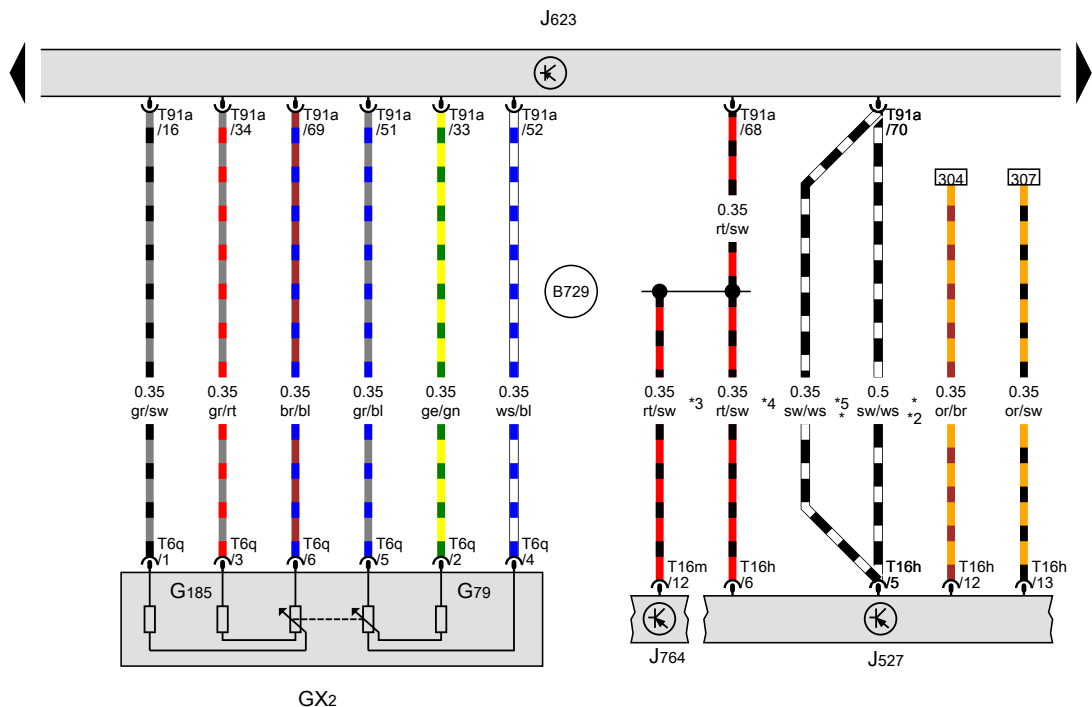 J623
T91a
/16
T91a
/34
T91a
/69
T91a
/51
T91a
/33
T91a
/52
T91a
/68
T91a
/70
304
307
0.35
rt/sw
B729
0.35
gr/sw
0.35
gr/rt
0.35
br/bl
0.35
gr/bl
0.35
ge/gn
0.35
ws/bl
0.35
rt/sw
*3
0.35
rt/sw
*4
0.35
sw/ws
*5
*
0.5
sw/ws
*
*2
0.35
or/br
0.35
or/sw
T6q
/1
T6q
/3
T6q
/6
T6q
/5
T6q
/2
T6q
/4
T16m
/12
T16h
/6
T16h
/5
T16h
/12
T16h
/13
G185
G79
J764
J527
GX2